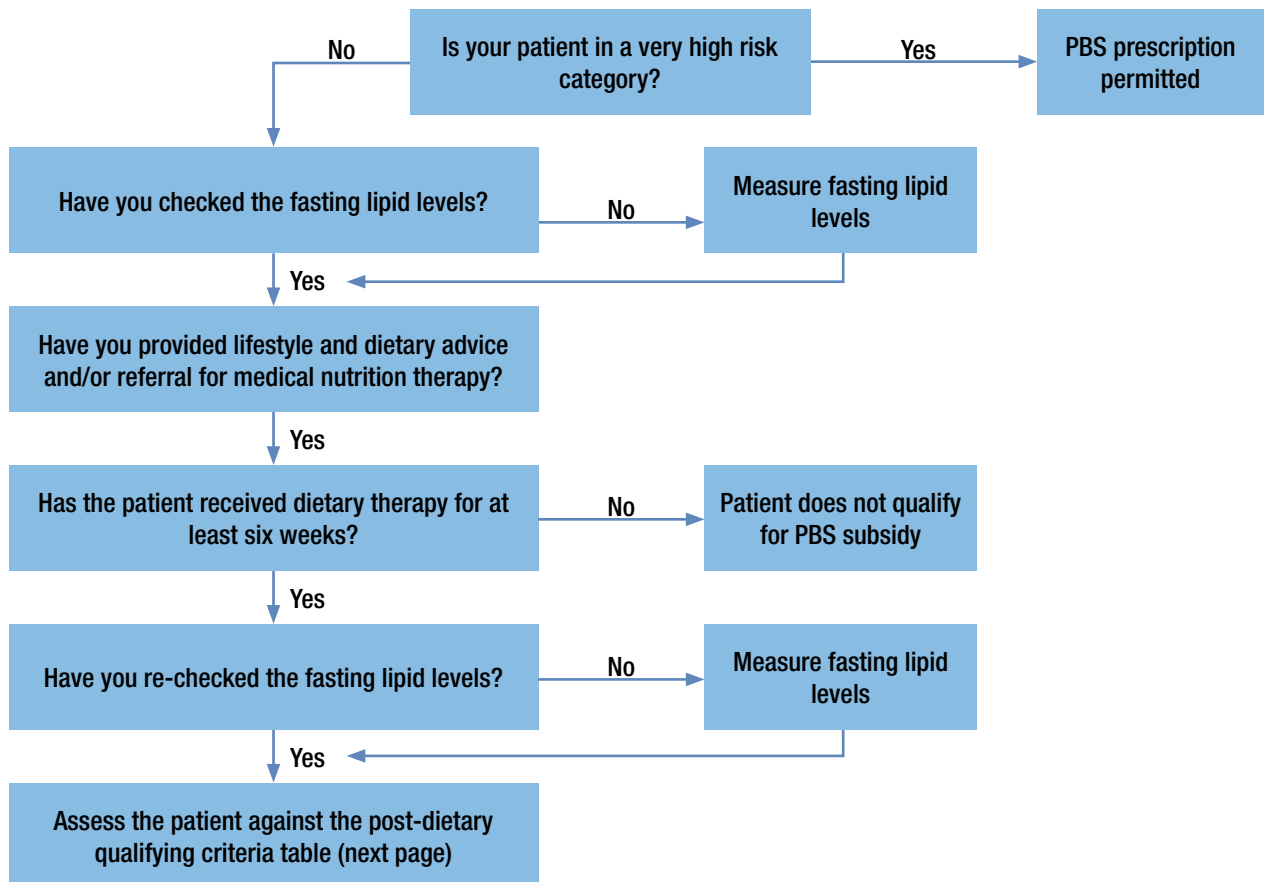 Is your patient in a very high risk
category?
No
Yes
PBS prescription
permitted
Have you checked the fasting lipid levels?
No
Measure fasting lipid
levels
Yes
Have you provided lifestyle and dietary advice
and/or referral for medical nutrition therapy?
Yes
Has the patient received dietary therapy for at
least six weeks?
No
Patient does not qualify
for PBS subsidy
Yes
Have you re-checked the fasting lipid levels?
No
Measure fasting lipid
levels
Yes
Assess the patient against the post-dietary
qualifying criteria table (next page)